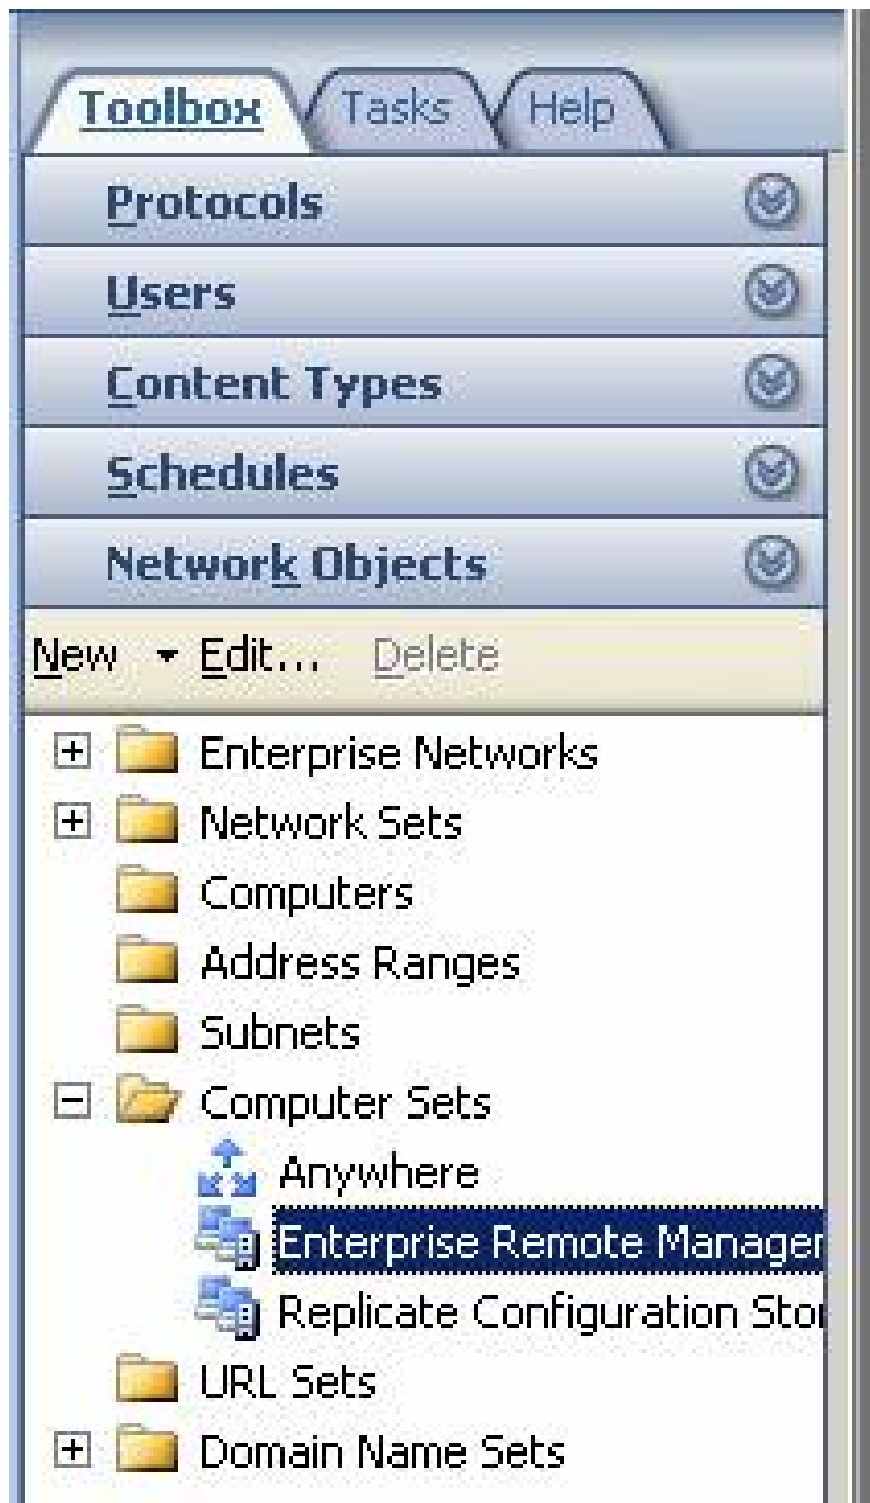 Toolbox Tasks Help
Protocols
Users
Content Types
Schedules
Network Objects
New Edit... Delete
Enterprise Networks
Network Sets
Computers
Address Ranges
Subnets
Computer Sets
Anywhere
Enterprise Remote Manager
Replicate Configuration Sto
URL Sets
Domain Name Sets